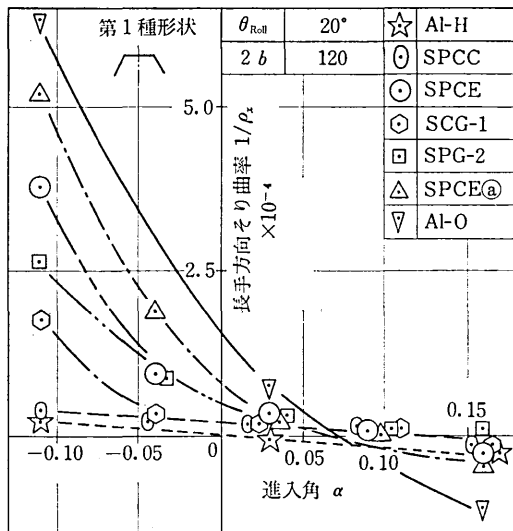 第1種形状
θRoll 20°
2b 120
Al-H
SPCC
SPCE
SCG-1
SPG-2
SPCEⓐ
Al-O
5.0
2.5
長手方向そり曲率 1/ρx
×10⁻⁴
0.15
-0.10
-0.05
0
0.05
0.10
進入角 α